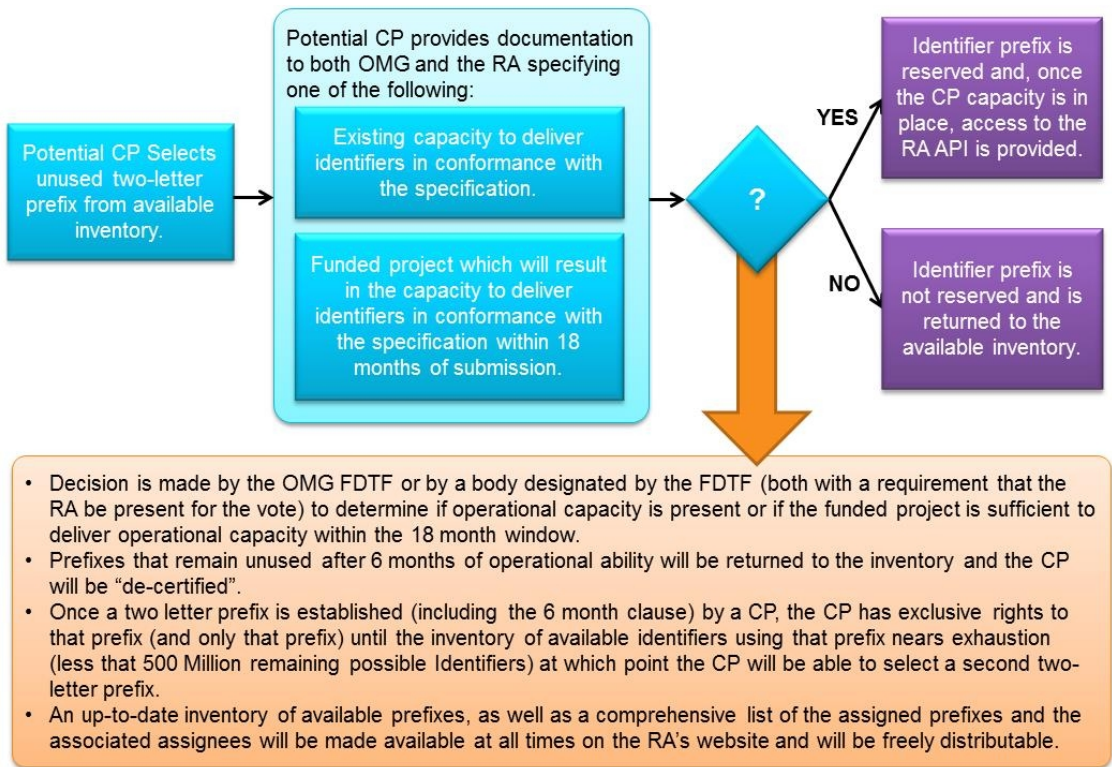 Potential CP Selects
unused two-letter
prefix from available
inventory.
Potential CP provides documentation
to both OMG and the RA specifying
one of the following:
Existing capacity to deliver
identifiers in conformance with
the specification.
Funded project which will result
in the capacity to deliver
identifiers in conformance with
the specification within 18
months of submission.
?
YES
Identifier prefix is
reserved and, once
the CP capacity is in
place, access to the
RA API is provided.
NO
Identifier prefix is
not reserved and is
returned to the
available inventory.
• Decision is made by the OMG FDTF or by a body designated by the FDTF (both with a requirement that the
RA be present for the vote) to determine if operational capacity is present or if the funded project is sufficient to
deliver operational capacity within the 18 month window.
• Prefixes that remain unused after 6 months of operational ability will be returned to the inventory and the CP
will be “de-certified”.
• Once a two letter prefix is established (including the 6 month clause) by a CP, the CP has exclusive rights to
that prefix (and only that prefix) until the inventory of available identifiers using that prefix nears exhaustion
(less that 500 Million remaining possible Identifiers) at which point the CP will be able to select a second two-
letter prefix.
• An up-to-date inventory of available prefixes, as well as a comprehensive list of the assigned prefixes and the
associated assignees will be made available at all times on the RA’s website and will be freely distributable.